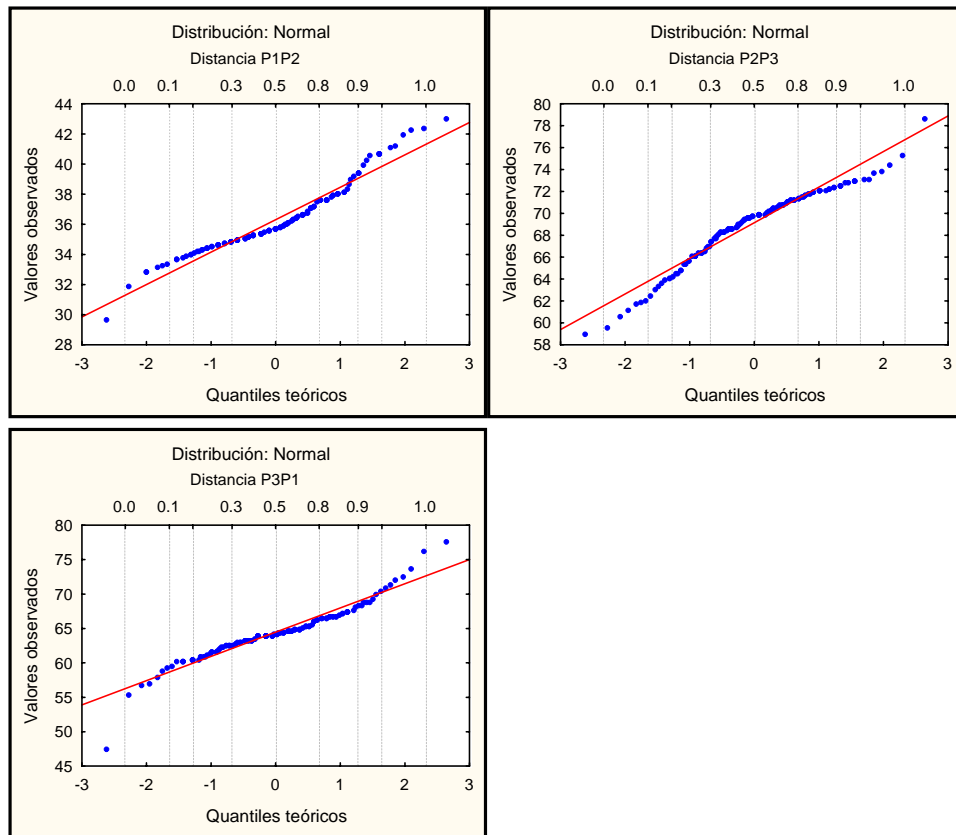 Distribución: Normal
Distancia P1P2
0.0 0.1 0.3 0.5 0.8 0.9 1.0
44
42
40
38
36
34
32
30
28
Valores observados
-3 -2 -1 0 1 2 3
Quantiles teóricos
Distribución: Normal
Distancia P2P3
0.0 0.1 0.3 0.5 0.8 0.9 1.0
80
78
76
74
72
70
68
66
64
62
60
58
Valores observados
-3 -2 -1 0 1 2 3
Quantiles teóricos
Distribución: Normal
Distancia P3P1
0.0 0.1 0.3 0.5 0.8 0.9 1.0
80
75
70
65
60
55
50
45
Valores observados
-3 -2 -1 0 1 2 3
Quantiles teóricos